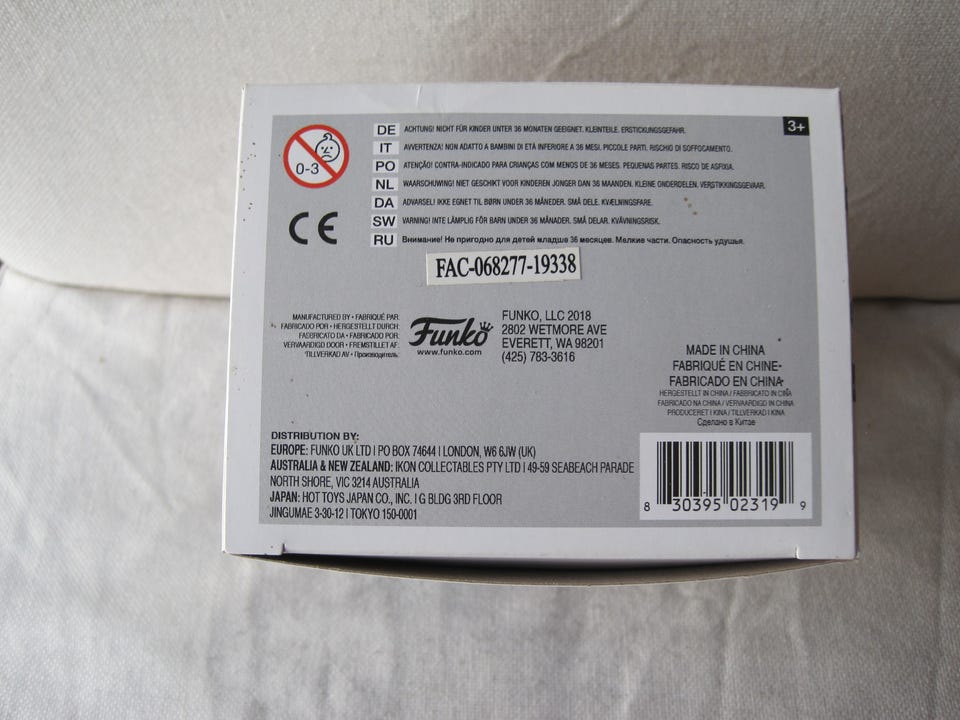 0-3
DE ACHTUNG! NICHT FÜR KINDER UNTER 36 MONATEN GEEIGNET. KLEINTEILE. ERSTICKUNGSGEFAHR.
IT AVVERTENZA! NON ADATTO A BAMBINI DI ETÀ INFERIORE A 36 MESI. PICCOLE PARTI. RISCHIO DI SOFFOCAMENTO.
PO ATENÇÃO! CONTRA-INDICADO PARA CRIANÇAS COM MENOS DE 36 MESES. PEQUENAS PARTES. RISCO DE ASFIXIA.
NL WAARSCHUWING! NIET GESCHIKT VOOR KINDEREN JONGER DAN 36 MAANDEN. KLEINE ONDERDELEN. VERSTIKKINGSGEVAAR.
DA ADVARSEL! IKKE EGNET TIL BØRN UNDER 36 MÅNEDER. SMÅ DELE. KVÆLNINGSFARE.
SW VARNING! INTE LÄMPLIG FÖR BARN UNDER 36 MÅNADER. SMÅ DELAR. KVÄVNINGSRISK.
RU Внимание! Не пригодно для детей младше 36 месяцев. Мелкие части. Опасность удушья.
3+
CE
FAC-068277-19338
MANUFACTURED BY • FABRIQUÉ PAR:
FABRICADO POR • HERGESTELLT DURCH:
FABBRICATO DA • FABRICADO POR:
VERVAARDIGD DOOR • FREMSTILLET AF:
TILLVERKAD AV • Производитель:
Funko
www.funko.com
FUNKO, LLC 2018
2802 WETMORE AVE
EVERETT, WA 98201
(425) 783-3616
MADE IN CHINA
FABRIQUÉ EN CHINE
FABRICADO EN CHINA
HERGESTELLT IN CHINA / FABBRICATO IN CINA
FABRICADO NA CHINA / VERVAARDIGD IN CHINA
PRODUCERET I KINA / TILLVERKAD I KINA
Сделано в Китае
DISTRIBUTION BY:
EUROPE: FUNKO UK LTD | PO BOX 74644 | LONDON, W6 6JW (UK)
AUSTRALIA & NEW ZEALAND: IKON COLLECTABLES PTY LTD | 49-59 SEABEACH PARADE
NORTH SHORE, VIC 3214 AUSTRALIA
JAPAN: HOT TOYS JAPAN CO., INC. | G BLDG 3RD FLOOR
JINGUMAE 3-30-12 | TOKYO 150-0001
8 30395 02319 9